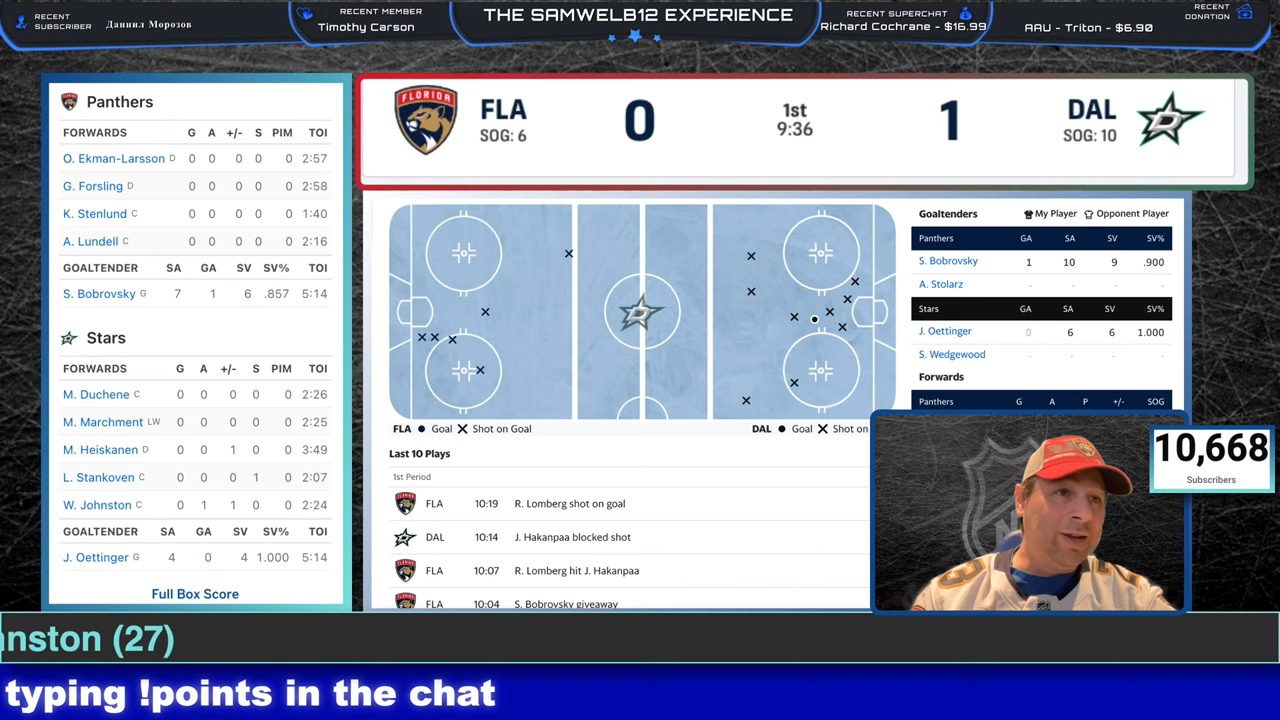 RECENT
SUBSCRIBER
Даниил Морозов
RECENT MEMBER
Timothy Carson
THE SAMWELB12 EXPERIENCE
RECENT SUPERCHAT
Richard Cochrane - $16.99
RECENT
DONATION
AAU - Triton - $6.90
Panthers
FORWARDS G A +/- S PIM TOI
O. Ekman-Larsson D 0 0 0 0 0 2:57
G. Forsling D 0 0 0 0 0 2:58
K. Stenlund C 0 0 0 0 0 1:40
A. Lundell C 0 0 0 0 0 2:16
GOALTENDER SA GA SV SV% TOI
S. Bobrovsky G 7 1 6 .857 5:14
Stars
FORWARDS G A +/- S PIM TOI
M. Duchene C 0 0 0 0 0 2:26
M. Marchment LW 0 0 0 0 0 2:25
M. Heiskanen D 0 0 1 0 0 3:49
L. Stankoven C 0 0 0 1 0 2:07
W. Johnston C 0 1 1 0 0 2:24
GOALTENDER SA GA SV SV% TOI
J. Oettinger G 4 0 4 1.000 5:14
Full Box Score
FLORIDA
FLA
SOG: 6
0
1st
9:36
1
DAL
SOG: 10
FLA Goal Shot on Goal
DAL Goal Shot on
Last 10 Plays
1st Period
FLA 10:19 R. Lomberg shot on goal
DAL 10:14 J. Hakanpaa blocked shot
FLA 10:07 R. Lomberg hit J. Hakanpaa
FLA 10:04 S. Bobrovsky giveaway
Goaltenders My Player Opponent Player
Panthers GA SA SV SV%
S. Bobrovsky 1 10 9 .900
A. Stolarz - - - -
Stars GA SA SV SV%
J. Oettinger 0 6 6 1.000
S. Wedgewood - - - -
Forwards
Panthers G A P +/- SOG
10,668
Subscribers
nston (27)
typing !points in the chat